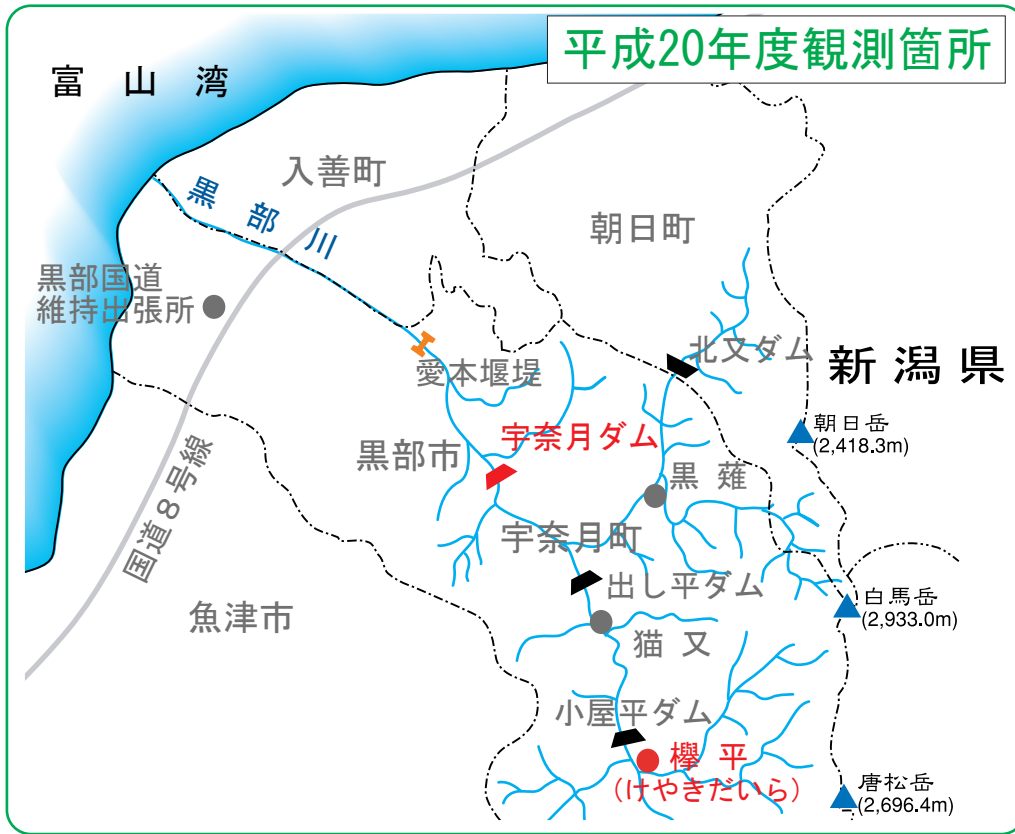 平成20年度観測箇所
富山湾
入善町
黒部川
朝日町
黒部国道
維持出張所
北又ダム
新潟県
愛本堰堤
朝日岳
(2,418.3m)
宇奈月ダム
黒部市
黒薙
国道8号線
宇奈月町
出し平ダム
白馬岳
(2,933.0m)
魚津市
猫又
小屋平ダム
欅平
(けやきだいら)
唐松岳
(2,696.4m)